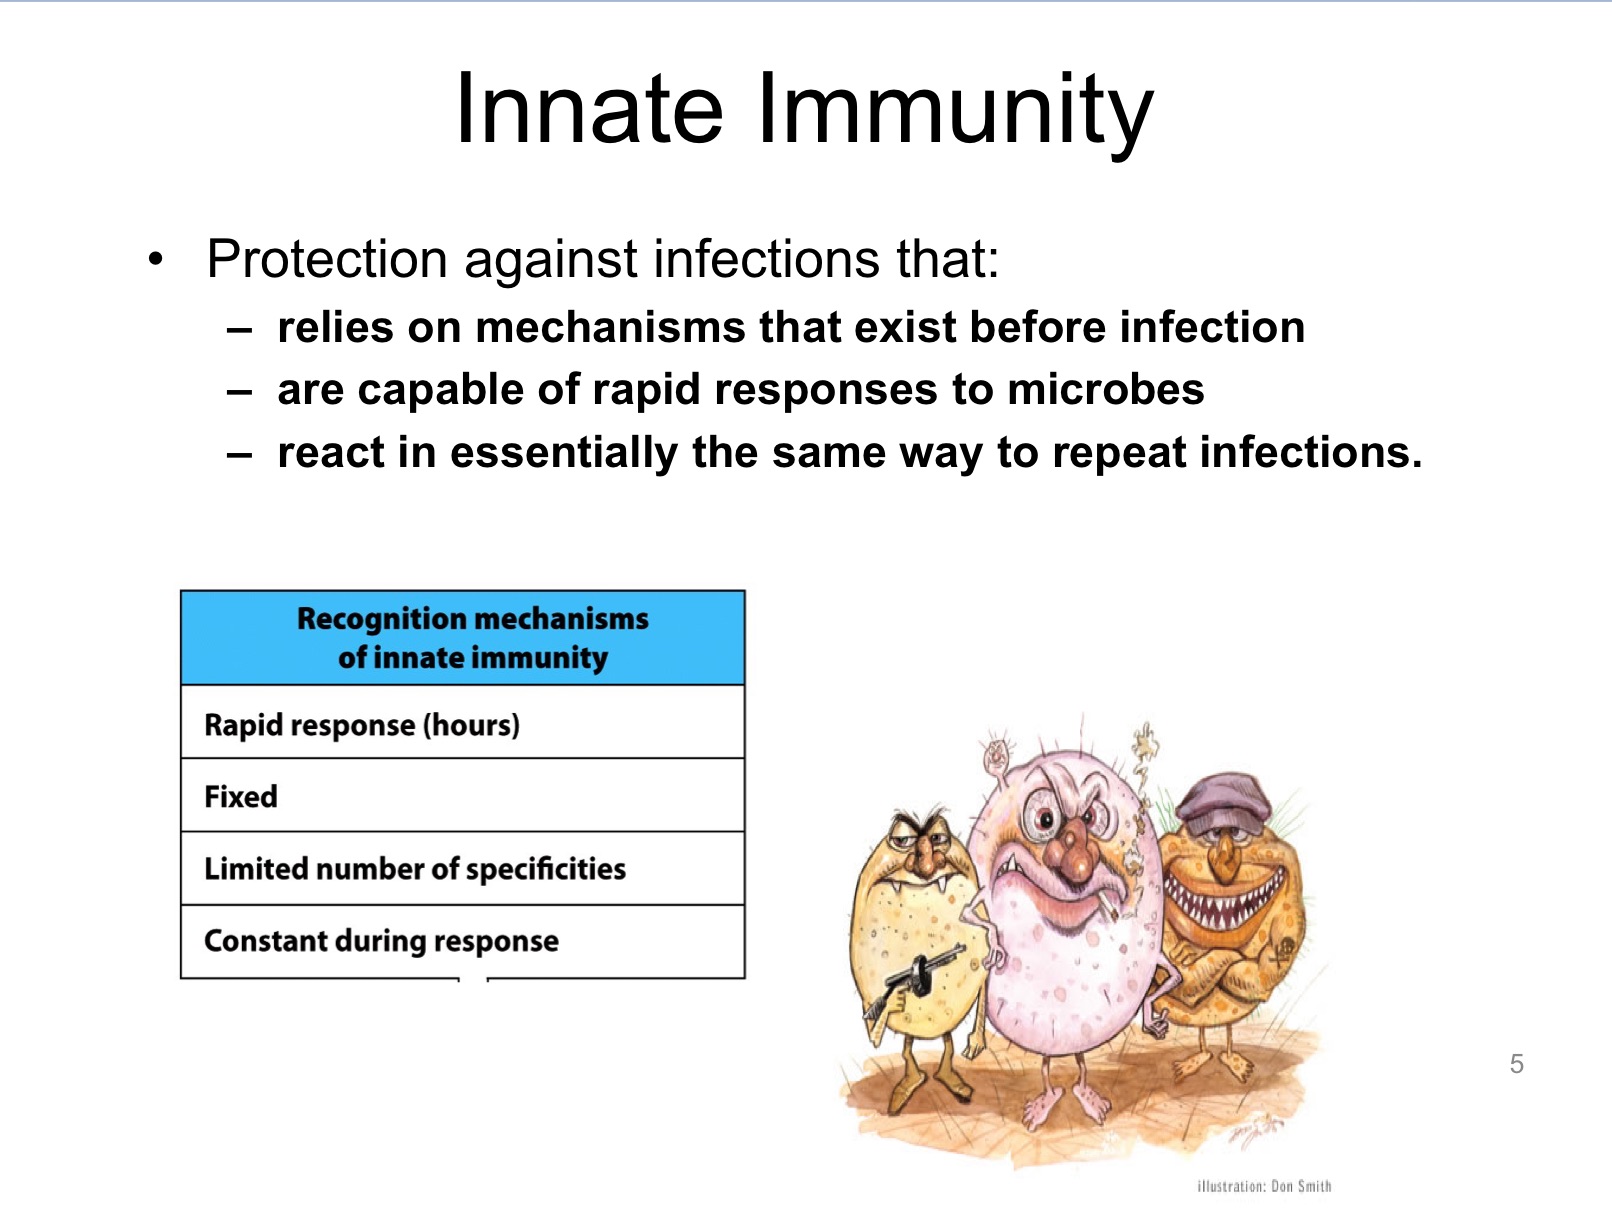 Innate Immunity
• Protection against infections that:
– relies on mechanisms that exist before infection
– are capable of rapid responses to microbes
– react in essentially the same way to repeat infections.
Recognition mechanisms
of innate immunity
Rapid response (hours)
Fixed
Limited number of specificities
Constant during response
5
illustration: Don Smith